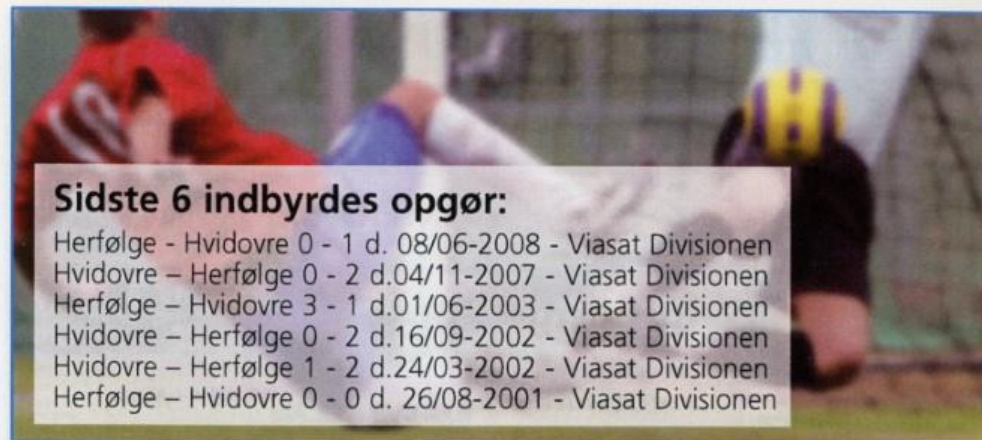 Sidste 6 indbyrdes opgør:
Herfølge - Hvidovre 0 - 1 d. 08/06-2008 - Viasat Divisionen
Hvidovre – Herfølge 0 - 2 d.04/11-2007 - Viasat Divisionen
Herfølge – Hvidovre 3 - 1 d.01/06-2003 - Viasat Divisionen
Hvidovre – Herfølge 0 - 2 d.16/09-2002 - Viasat Divisionen
Hvidovre – Herfølge 1 - 2 d.24/03-2002 - Viasat Divisionen
Herfølge – Hvidovre 0 - 0 d. 26/08-2001 - Viasat Divisionen